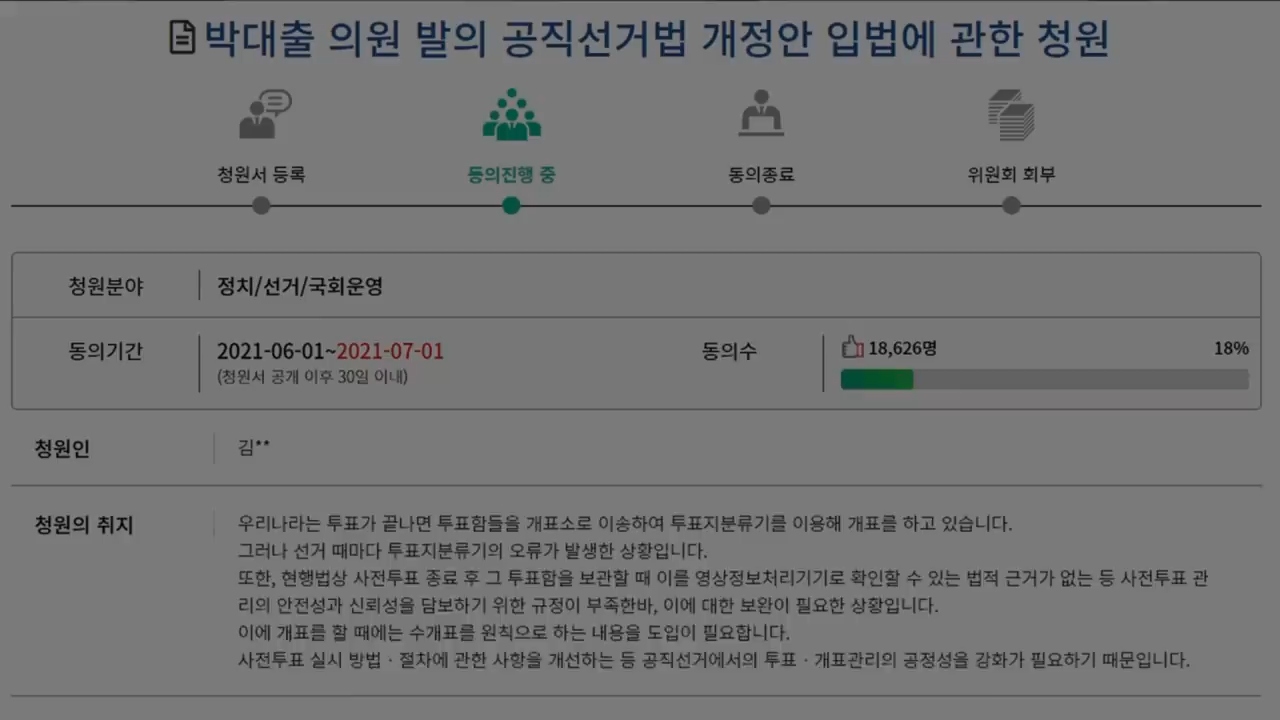 박대출 의원 발의 공직선거법 개정안 입법에 관한 청원
청원서 등록
동의진행 중
동의종료
위원회 회부
청원분야
정치/선거/국회운영
동의기간
2021-06-01~2021-07-01
(청원서 공개 이후 30일 이내)
동의수
18,626명
18%
청원인
김**
청원의 취지
우리나라는 투표가 끝나면 투표함들을 개표소로 이송하여 투표지분류기를 이용해 개표를 하고 있습니다.
그러나 선거 때마다 투표지분류기의 오류가 발생한 상황입니다.
또한, 현행법상 사전투표 종료 후 그 투표함을 보관할 때 이를 영상정보처리기기로 확인할 수 있는 법적 근거가 없는 등 사전투표 관
리의 안전성과 신뢰성을 담보하기 위한 규정이 부족한바, 이에 대한 보완이 필요한 상황입니다.
이에 개표를 할 때에는 수개표를 원칙으로 하는 내용을 도입이 필요합니다.
사전투표 실시 방법 · 절차에 관한 사항을 개선하는 등 공직선거에서의 투표 · 개표관리의 공정성을 강화가 필요하기 때문입니다.